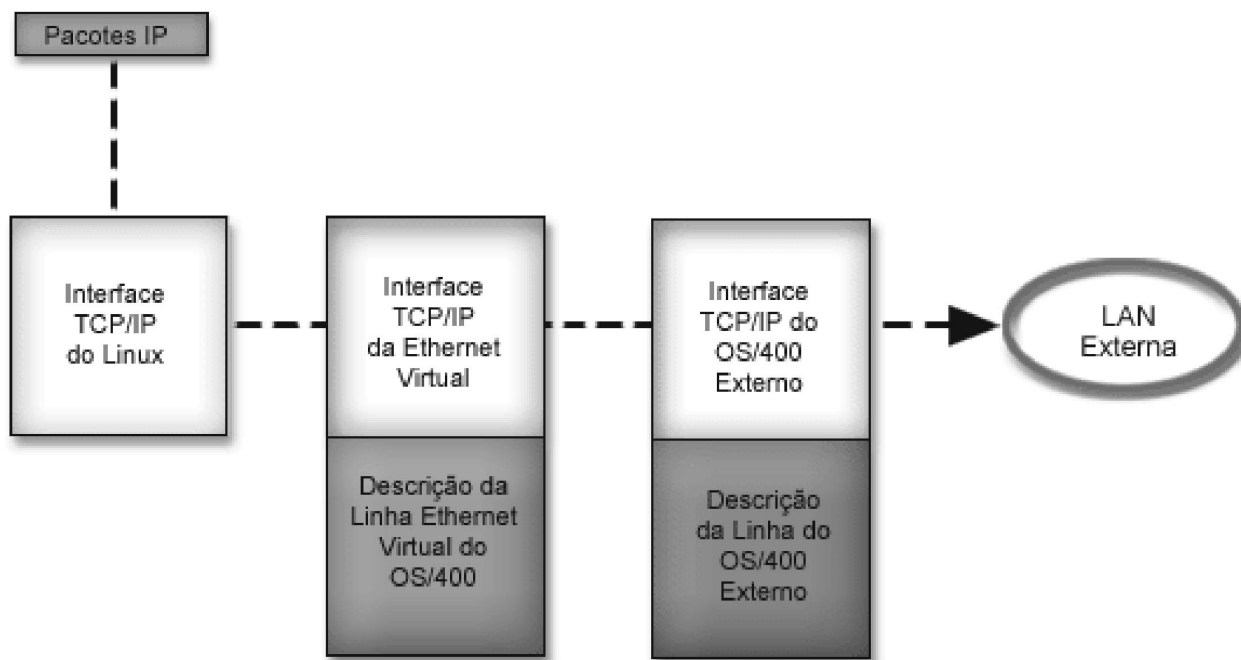 Pacotes IP
Interface
TCP/IP
do Linux
Interface
TCP/IP
da Ethernet
Virtual
Interface
TCP/IP do
OS/400
Externo
LAN
Externa
Descrição da
Linha Ethernet
Virtual do
OS/400
Descrição
da Linha do
OS/400
Externo